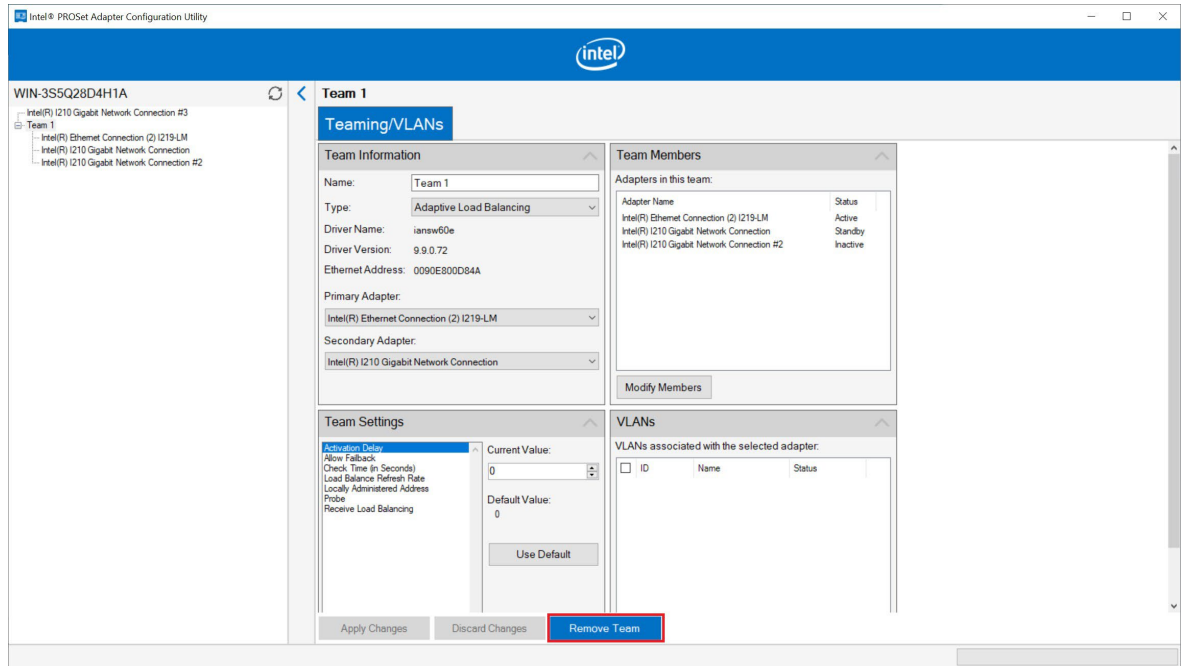 Intel® PROSet Adapter Configuration Utility
intel
WIN-3S5Q28D4H1A
Intel(R) I210 Gigabit Network Connection #3
Team 1
Intel(R) Ethernet Connection (2) I219-LM
Intel(R) I210 Gigabit Network Connection
Intel(R) I210 Gigabit Network Connection #2
Team 1
Teaming/VLANs
Team Information
Name: Team 1
Type: Adaptive Load Balancing
Driver Name: iansw60e
Driver Version: 9.9.0.72
Ethernet Address: 0090E800D84A
Primary Adapter:
Intel(R) Ethernet Connection (2) I219-LM
Secondary Adapter:
Intel(R) I210 Gigabit Network Connection
Team Members
Adapters in this team:
Adapter Name Status
Intel(R) Ethernet Connection (2) I219-LM Active
Intel(R) I210 Gigabit Network Connection Standby
Intel(R) I210 Gigabit Network Connection #2 Inactive
Modify Members
Team Settings
Activation Delay
Allow Failback
Check Time (in Seconds)
Load Balance Refresh Rate
Locally Administered Address
Probe
Receive Load Balancing
Current Value:
0
Default Value:
0
Use Default
VLANs
VLANs associated with the selected adapter:
ID Name Status
Apply Changes Discard Changes Remove Team